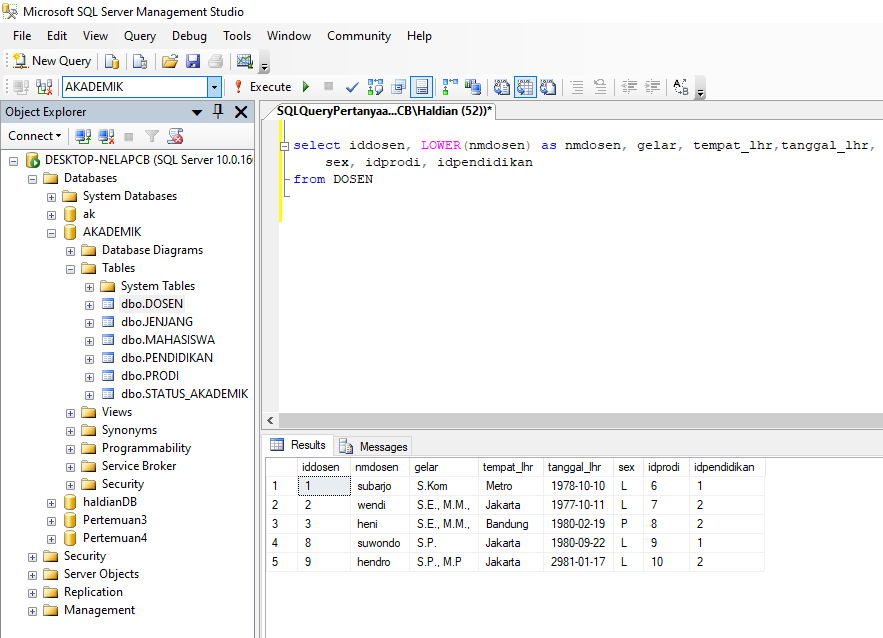 Microsoft SQL Server Management Studio
File Edit View Query Debug Tools Window Community Help
New Query
AKADEMIK Execute
Object Explorer
Connect
DESKTOP-NELAPCB (SQL Server 10.0.16
Databases
System Databases
ak
AKADEMIK
Database Diagrams
Tables
System Tables
dbo.DOSEN
dbo.JENJANG
dbo.MAHASISWA
dbo.PENDIDIKAN
dbo.PRODI
dbo.STATUS_AKADEMIK
Views
Synonyms
Programmability
Service Broker
Security
haldianDB
Pertemuan3
Pertemuan4
Security
Server Objects
Replication
Management
SQLQueryPertanyaa...CB\Haldian (52))*
select iddosen, LOWER(nmdosen) as nmdosen, gelar, tempat_lhr,tanggal_lhr,
sex, idprodi, idpendidikan
from DOSEN
Results Messages
iddosen nmdosen gelar tempat_lhr tanggal_lhr sex idprodi idpendidikan
1 1 subarjo S.Kom Metro 1978-10-10 L 6 1
2 2 wendi S.E., M.M., Jakarta 1977-10-11 L 7 2
3 3 heni S.E., M.M., Bandung 1980-02-19 P 8 2
4 8 suwondo S.P. Jakarta 1980-09-22 L 9 1
5 9 hendro S.P., M.P Jakarta 2981-01-17 L 10 2